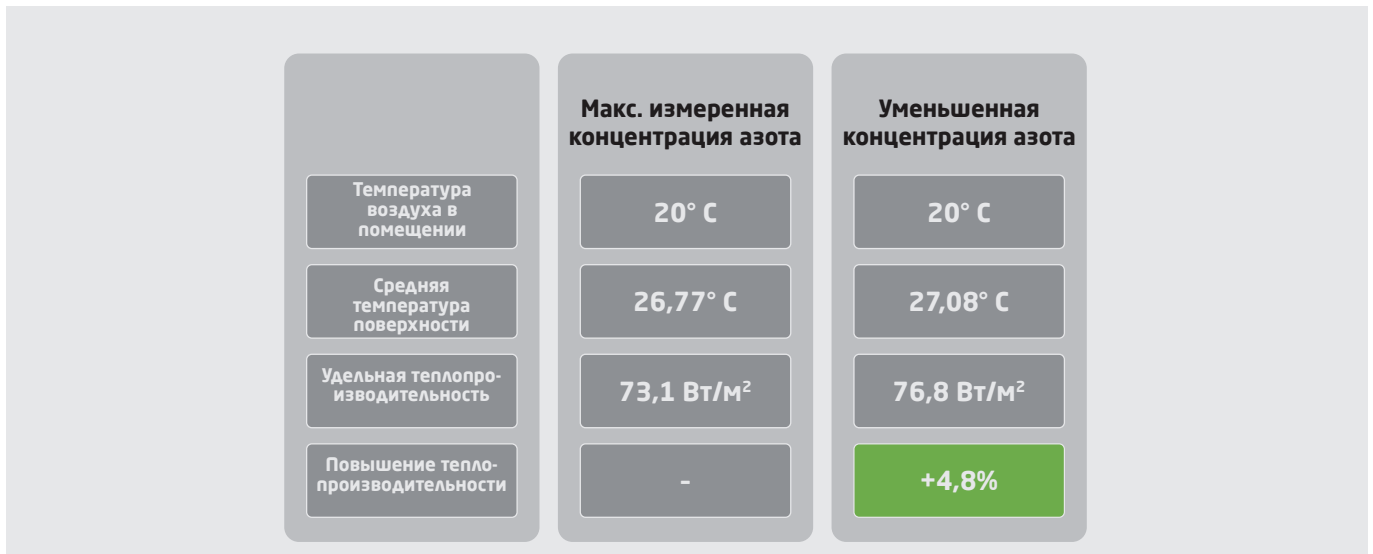 Макс. измеренная
концентрация азота
Уменьшенная
концентрация азота
Температура
воздуха в
помещении
20° C
20° C
Средняя
температура
поверхности
26,77° C
27,08° C
Удельная теплопро-
изводительность
73,1 Вт/м²
76,8 Вт/м²
Повышение тепло-
производительности
–
+4,8%